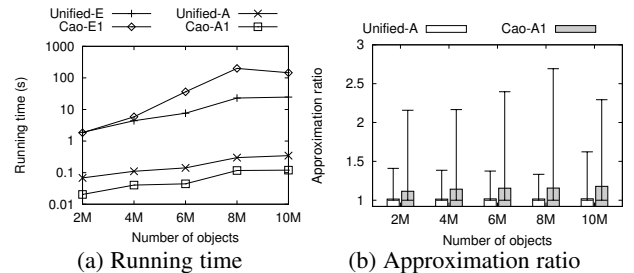 Unified-E
Cao-E1
Unified-A
Cao-A1
Running time (s)
1000
100
10
1
0.1
0.01
2M 4M 6M 8M 10M
Number of objects
(a) Running time
Unified-A
Cao-A1
Approximation ratio
3
2.5
2
1.5
1
2M 4M 6M 8M 10M
Number of objects
(b) Approximation ratio